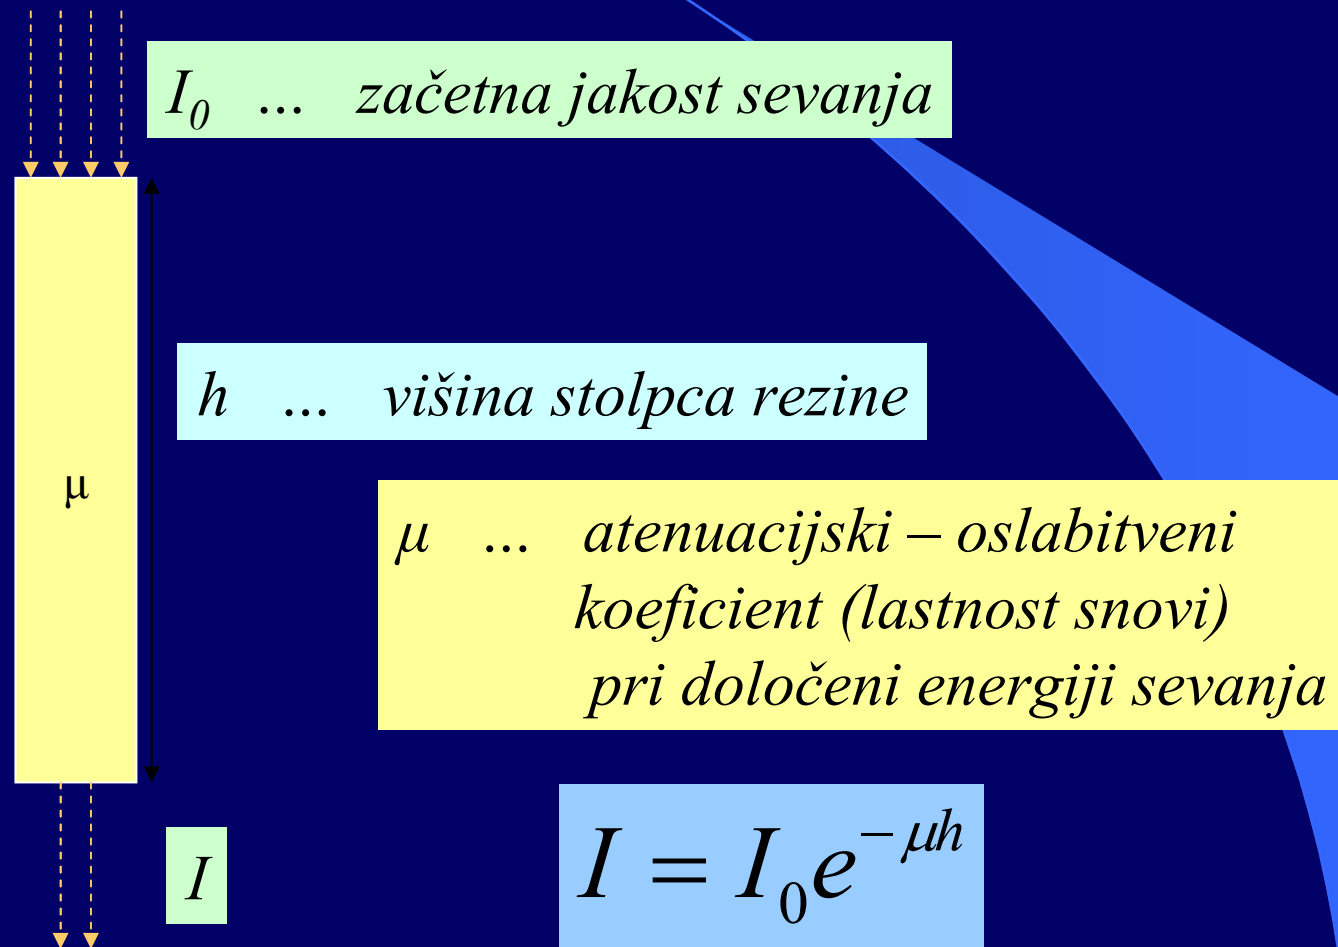 I₀ ... začetna jakost sevanja
h ... višina stolpca rezine
μ
μ ... atenuacijski – oslabitveni
koeficient (lastnost snovi)
pri določeni energiji sevanja
I
I = I₀e^{−μh}